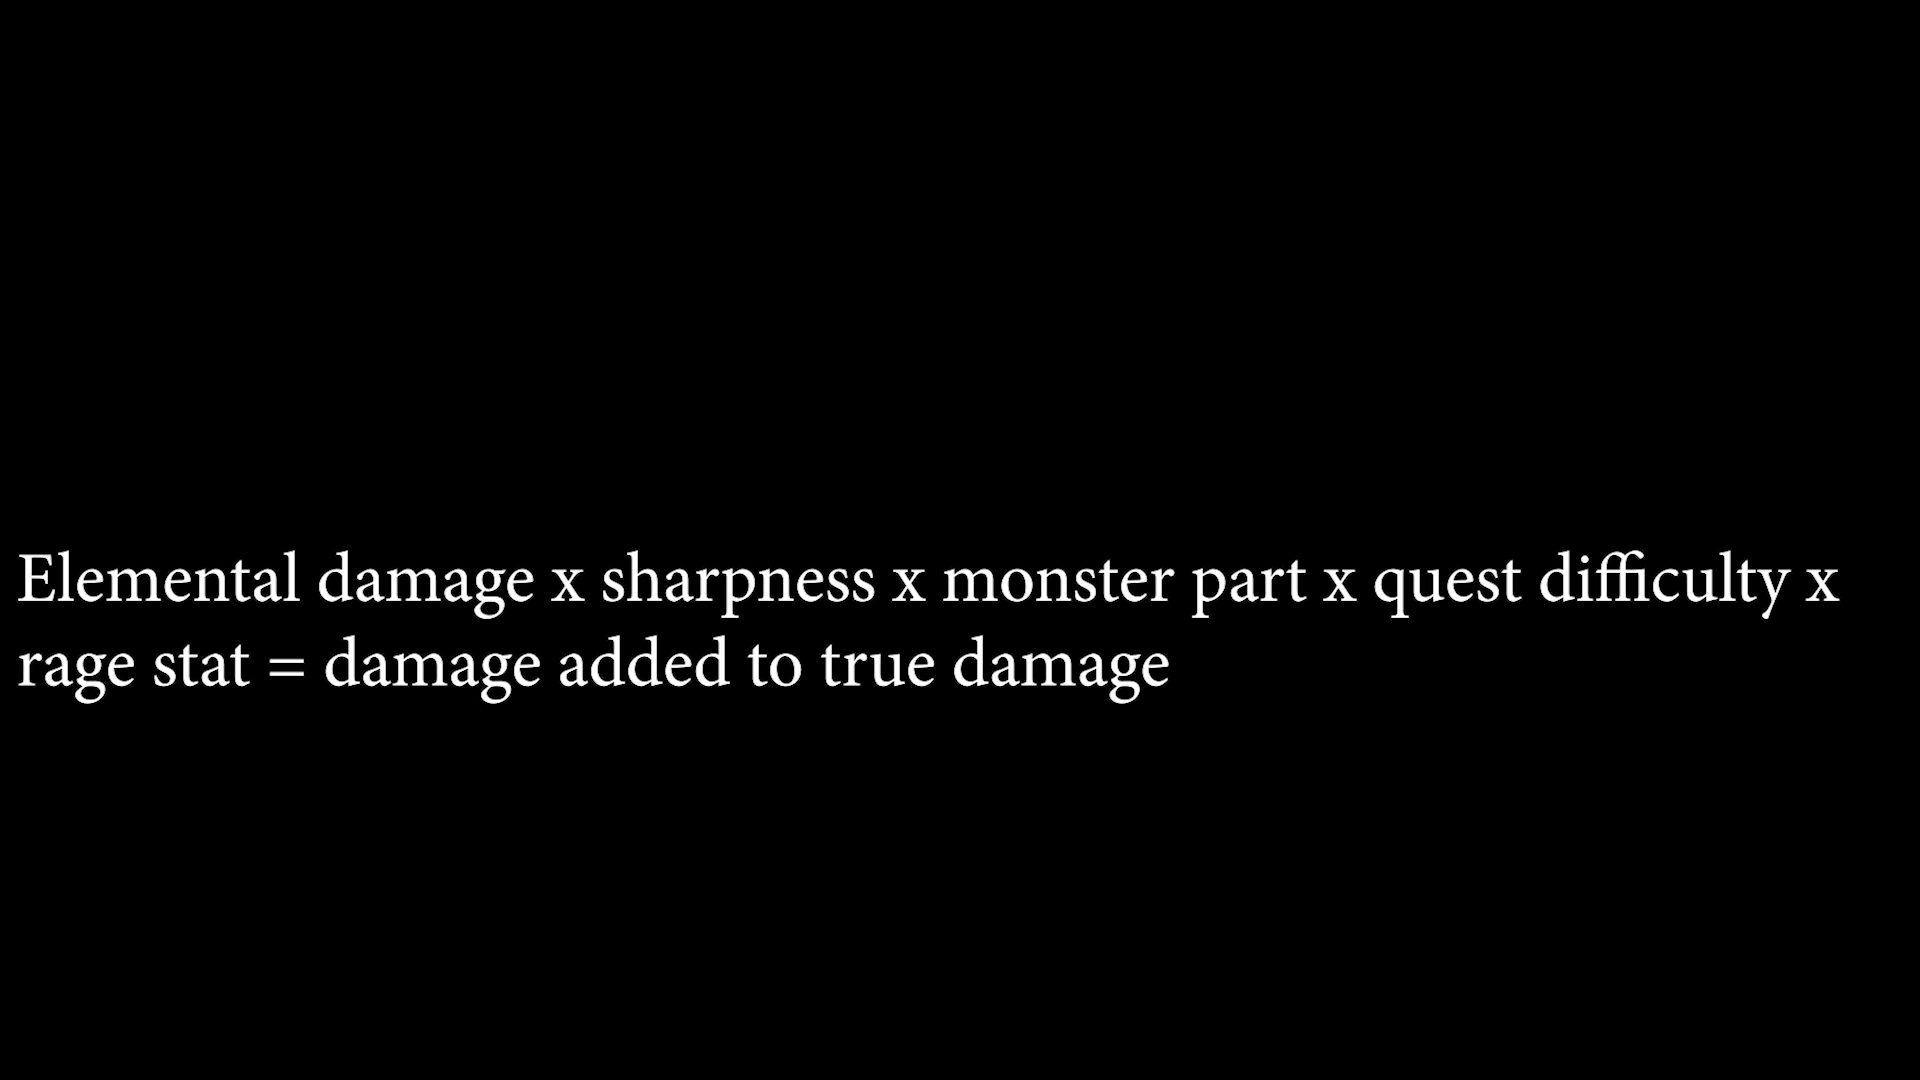 Elemental damage x sharpness x monster part x quest difficulty x
rage stat = damage added to true damage